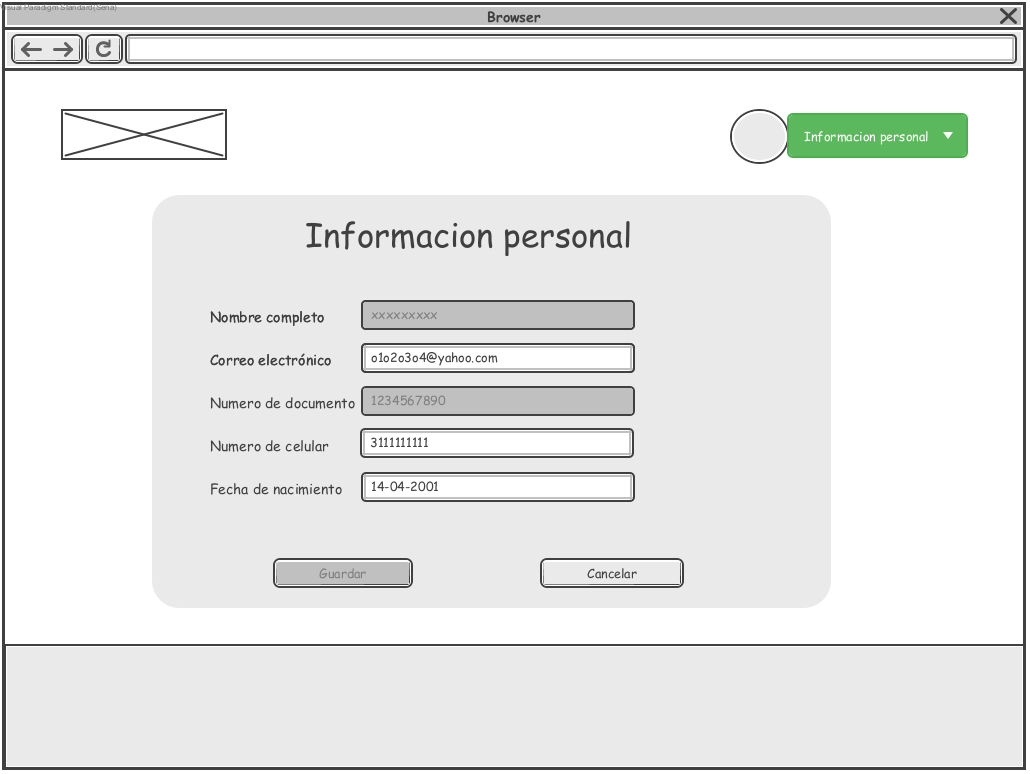 Visual Paradigm Standard(Sena)
Browser
Informacion personal
Informacion personal
Nombre completo xxxxxxxxx
Correo electrónico o1o2o3o4@yahoo.com
Numero de documento 1234567890
Numero de celular 3111111111
Fecha de nacimiento 14-04-2001
Guardar Cancelar